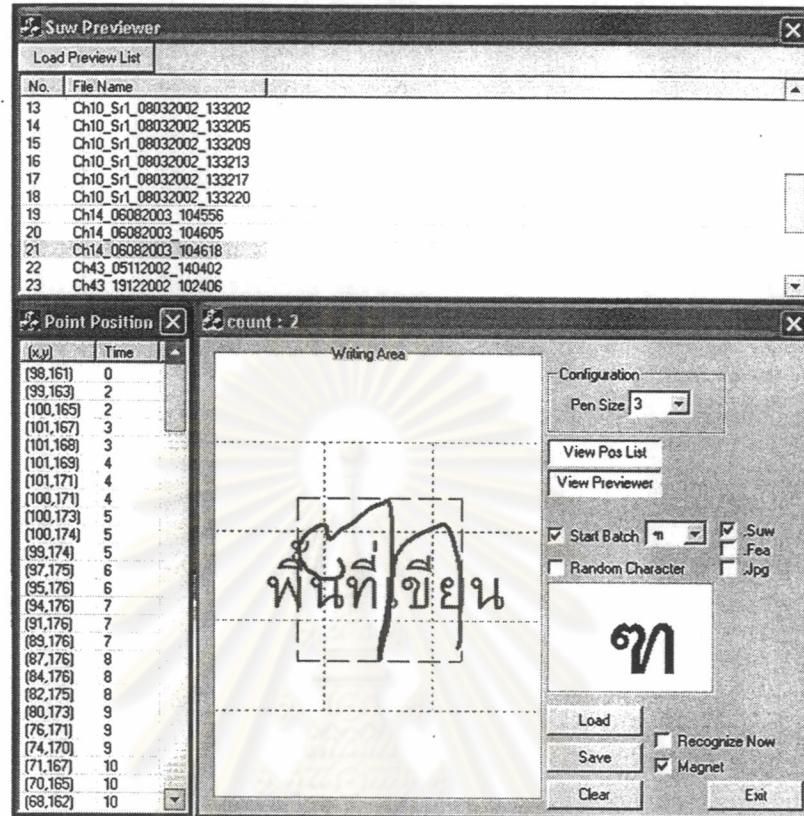 Suw Previewer
Load Preview List
No. File Name
13 Ch10_Sr1_08032002_133202
14 Ch10_Sr1_08032002_133205
15 Ch10_Sr1_08032002_133209
16 Ch10_Sr1_08032002_133213
17 Ch10_Sr1_08032002_133217
18 Ch10_Sr1_08032002_133220
19 Ch14_06082003_104556
20 Ch14_06082003_104605
21 Ch14_06082003_104618
22 Ch43_05112002_140402
23 Ch43_19122002_102406
Point Position
(x,y) Time
(98,161) 0
(99,163) 2
(100,165) 2
(101,167) 3
(101,168) 3
(101,169) 4
(101,171) 4
(100,171) 4
(100,173) 5
(100,174) 5
(99,174) 5
(97,175) 6
(95,176) 6
(94,176) 7
(91,176) 7
(89,176) 7
(87,176) 8
(84,176) 8
(82,175) 8
(80,173) 9
(76,171) 9
(74,170) 9
(71,167) 10
(70,165) 10
(68,162) 10
count : 2
Writing Area
พื้นที่เขียน
Configuration
Pen Size 3
View Pos List
View Previewer
Start Batch ฑ .Suw
.Fea
Random Character .Jpg
ฑ
Load
Recognize Now
Save
Magnet
Clear Exit